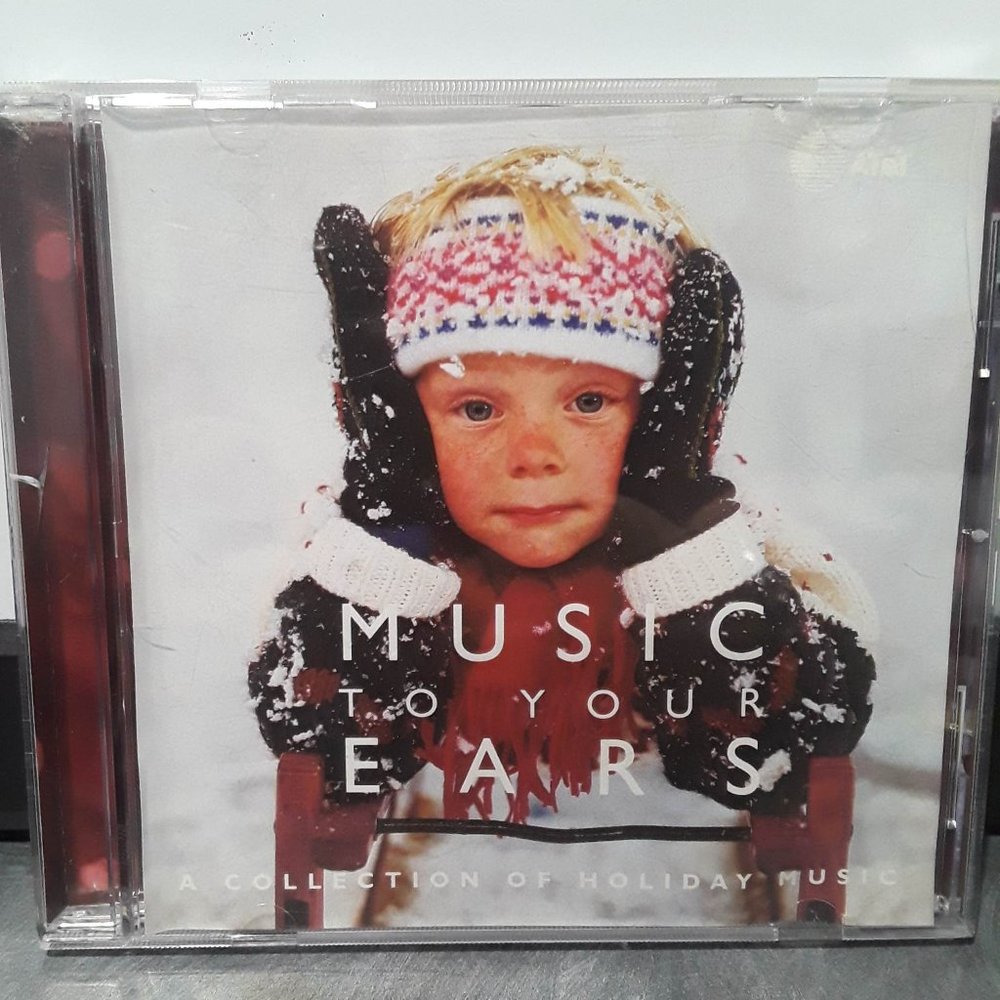 MUSIC
TO YOUR
EARS
A COLLECTION OF HOLIDAY MUSIC